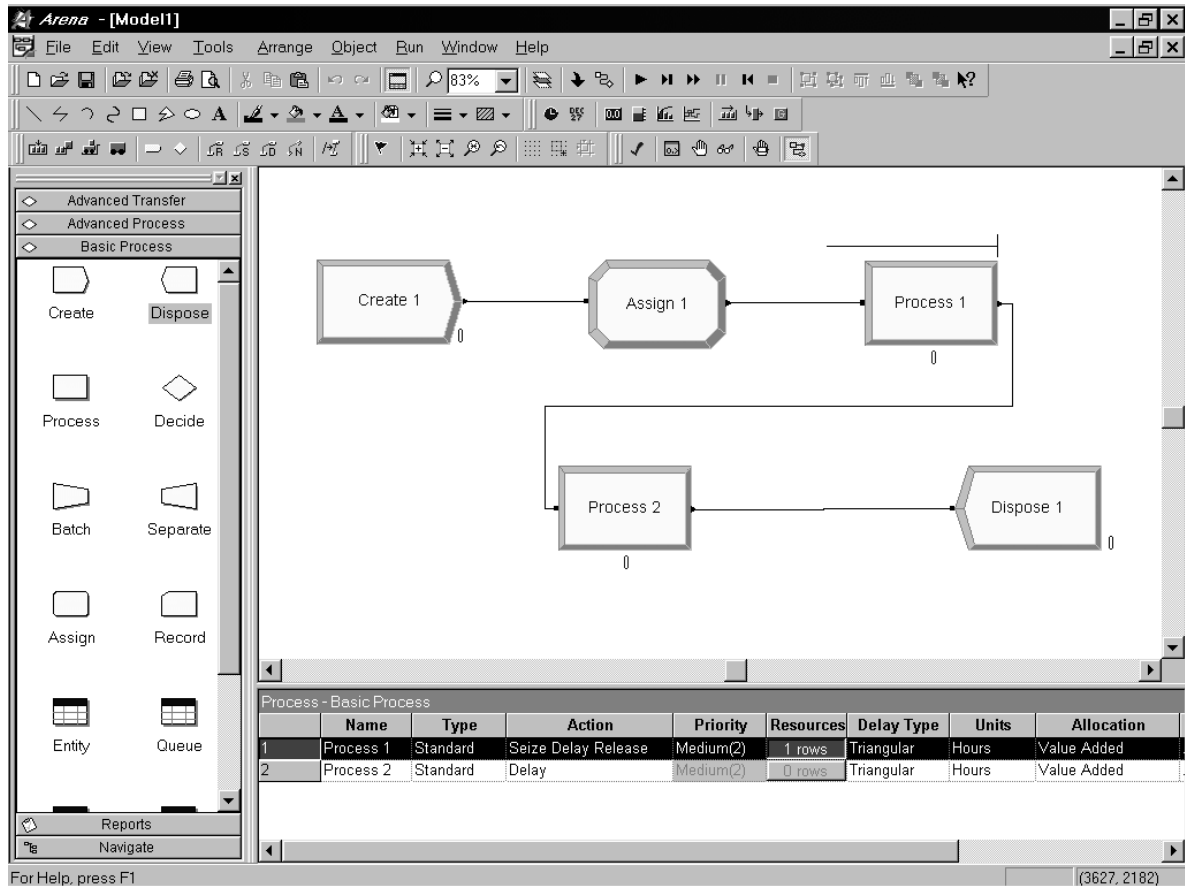 Arena - [Model1]
File Edit View Tools Arrange Object Run Window Help
83%
Advanced Transfer
Advanced Process
Basic Process
Create Dispose
Process Decide
Batch Separate
Assign Record
Entity Queue
Reports
Navigate
Create 1
0
Assign 1
Process 1
0
Process 2
0
Dispose 1
0
Process - Basic Process
Name Type Action Priority Resources Delay Type Units Allocation
1 Process 1 Standard Seize Delay Release Medium(2) 1 rows Triangular Hours Value Added
2 Process 2 Standard Delay Medium(2) 0 rows Triangular Hours Value Added
For Help, press F1
(3627, 2182)